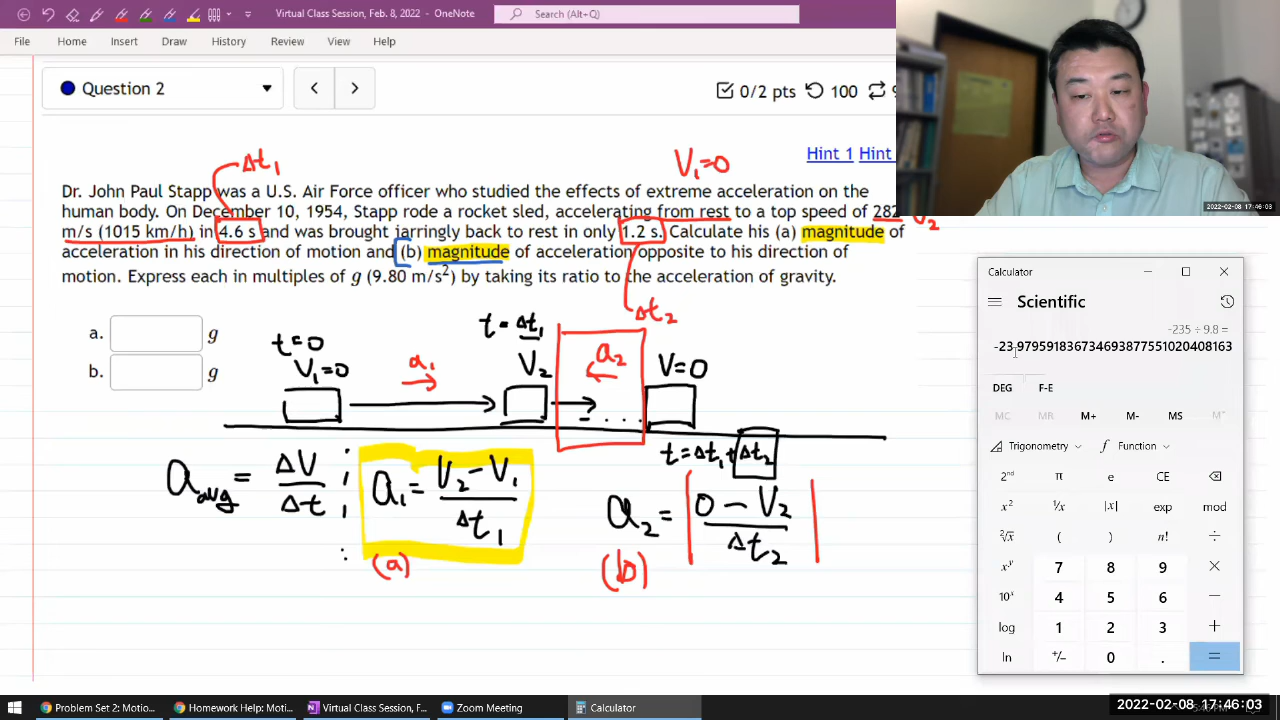 Virtual Class Session, Feb. 8, 2022 - OneNote
Search (Alt+Q)
File Home Insert Draw History Review View Help
Question 2
0/2 pts 100
Hint 1 Hint
Δt₁
V₁=0
Dr. John Paul Stapp was a U.S. Air Force officer who studied the effects of extreme acceleration on the
human body. On December 10, 1954, Stapp rode a rocket sled, accelerating from rest to a top speed of 282
V₂
m/s (1015 km/h) in 4.6 s and was brought jarringly back to rest in only 1.2 s. Calculate his (a) magnitude of
acceleration in his direction of motion and (b) magnitude of acceleration opposite to his direction of
motion. Express each in multiples of g (9.80 m/s²) by taking its ratio to the acceleration of gravity.
Δt₂
a. g
b. g
t=0
V₁=0
a₁
t=Δt₁
V₂
a₂
V=0
...
t=Δt₁+Δt₂
a_avg = ΔV/Δt
a₁ = (V₂-V₁)/Δt₁
(a)
a₂ = |(0-V₂)/Δt₂|
(b)
2022-02-08 17:46:03
Calculator
Scientific
-235 ÷ 9.8 =
-23.979591836734693877551020408163
DEG F-E
MC MR M+ M- MS M˅
Trigonometry Function
2ⁿᵈ π e CE
x² ¹/x |x| exp mod
²√x ( ) n! ÷
xʸ 7 8 9 ×
10ˣ 4 5 6 −
log 1 2 3 +
ln +/− 0 . =
Problem Set 2: Motio...
Homework Help: Mot...
Virtual Class Session,...
Zoom Meeting
Calculator
2022-02-08 17:46:03